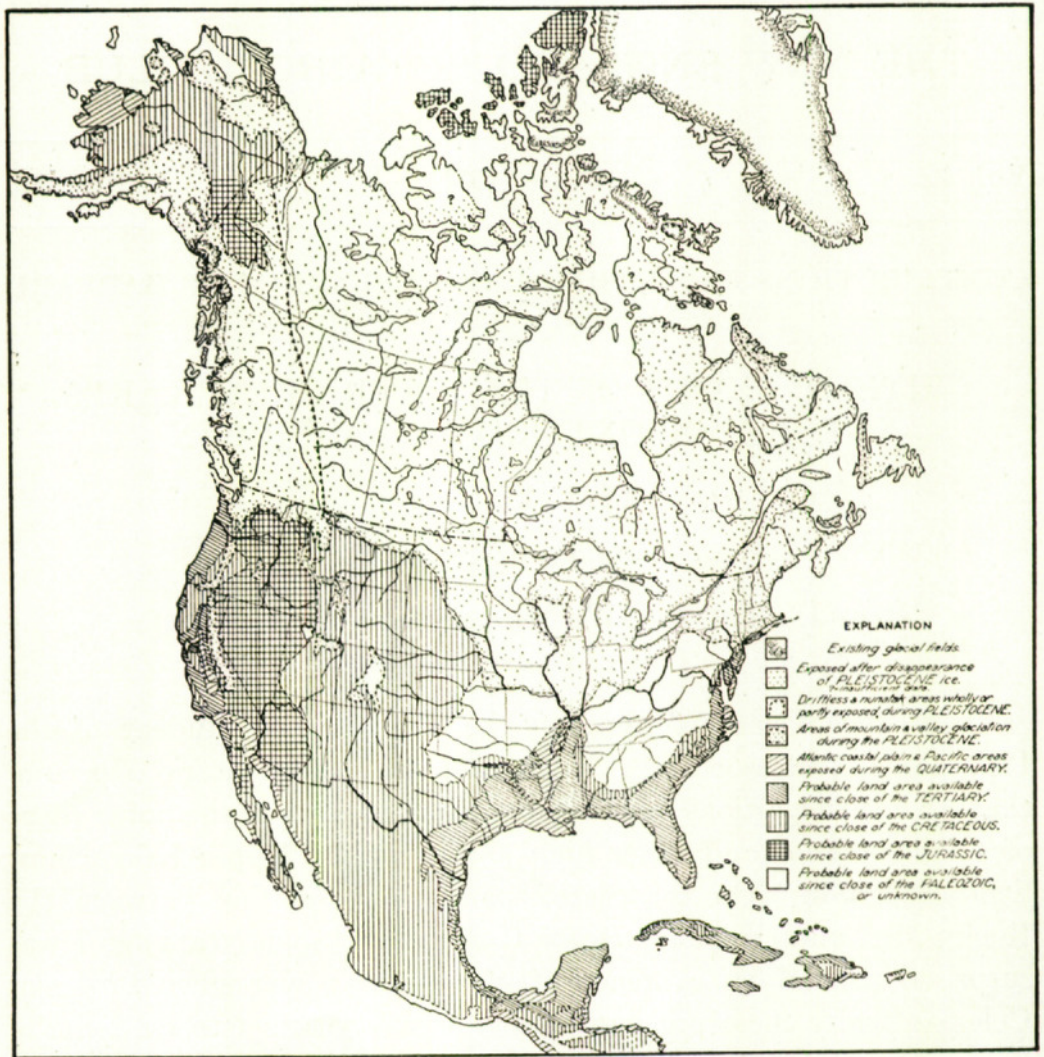 EXPLANATION
Existing glacial fields.
Exposed after disappearance
of PLEISTOCENE ice.
?=insufficient data
Driftless & nunatak areas wholly or
partly exposed, during PLEISTOCENE.
Areas of mountain & valley glaciation
during the PLEISTOCENE.
Atlantic coastal plain & Pacific areas
exposed during the QUATERNARY.
Probable land area available
since close of the TERTIARY.
Probable land area available
since close of the CRETACEOUS.
Probable land area available
since close of the JURASSIC.
Probable land area available
since close of the PALEOZOIC,
or unknown.
?
?
?